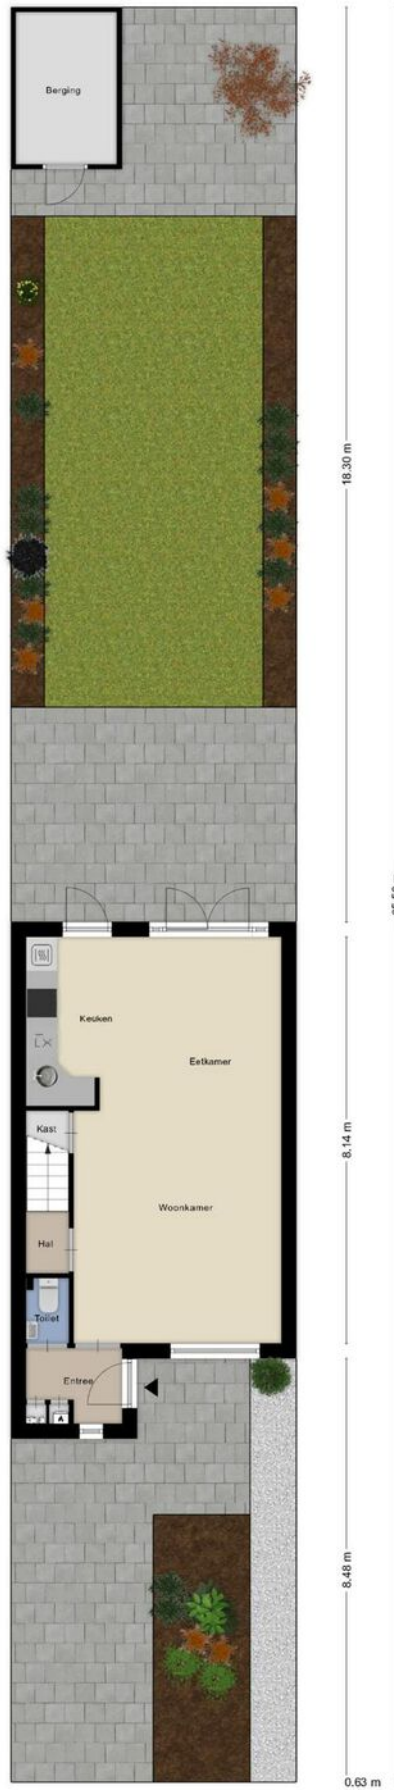 Berging
18.30 m
Keuken
Eetkamer
Kast
8.14 m
Woonkamer
Hal
Toilet
Entree
8.48 m
0.63 m